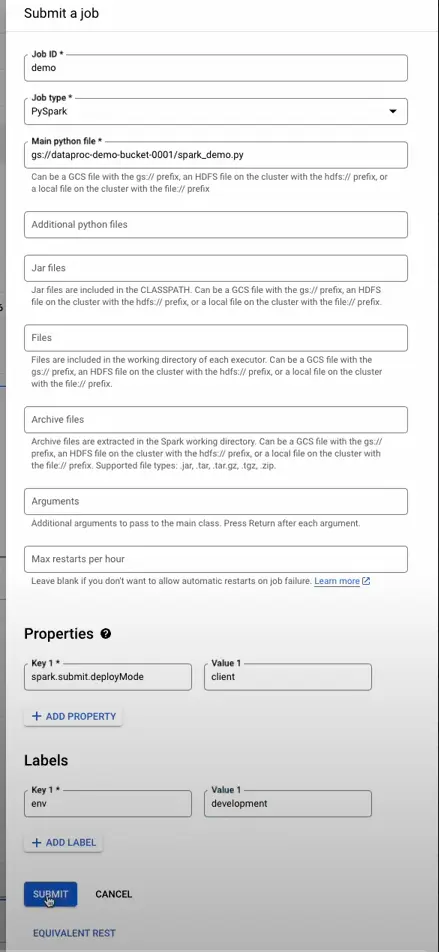 Submit a job
Job ID *
demo
Job type *
PySpark
Main python file *
gs://dataproc-demo-bucket-0001/spark_demo.py
Can be a GCS file with the gs:// prefix, an HDFS file on the cluster with the hdfs:// prefix, or
a local file on the cluster with the file:// prefix
Additional python files
Jar files
Jar files are included in the CLASSPATH. Can be a GCS file with the gs:// prefix, an HDFS
file on the cluster with the hdfs:// prefix, or a local file on the cluster with the file:// prefix.
Files
Files are included in the working directory of each executor. Can be a GCS file with the
gs:// prefix, an HDFS file on the cluster with the hdfs:// prefix, or a local file on the cluster
with the file:// prefix.
Archive files
Archive files are extracted in the Spark working directory. Can be a GCS file with the gs://
prefix, an HDFS file on the cluster with the hdfs:// prefix, or a local file on the cluster with
the file:// prefix. Supported file types: .jar, .tar, .tar.gz, .tgz, .zip.
Arguments
Additional arguments to pass to the main class. Press Return after each argument.
Max restarts per hour
Leave blank if you don't want to allow automatic restarts on job failure. Learn more
Properties ?
Key 1 * Value 1
spark.submit.deployMode client
+ ADD PROPERTY
Labels
Key 1 * Value 1
env development
+ ADD LABEL
SUBMIT CANCEL
EQUIVALENT REST